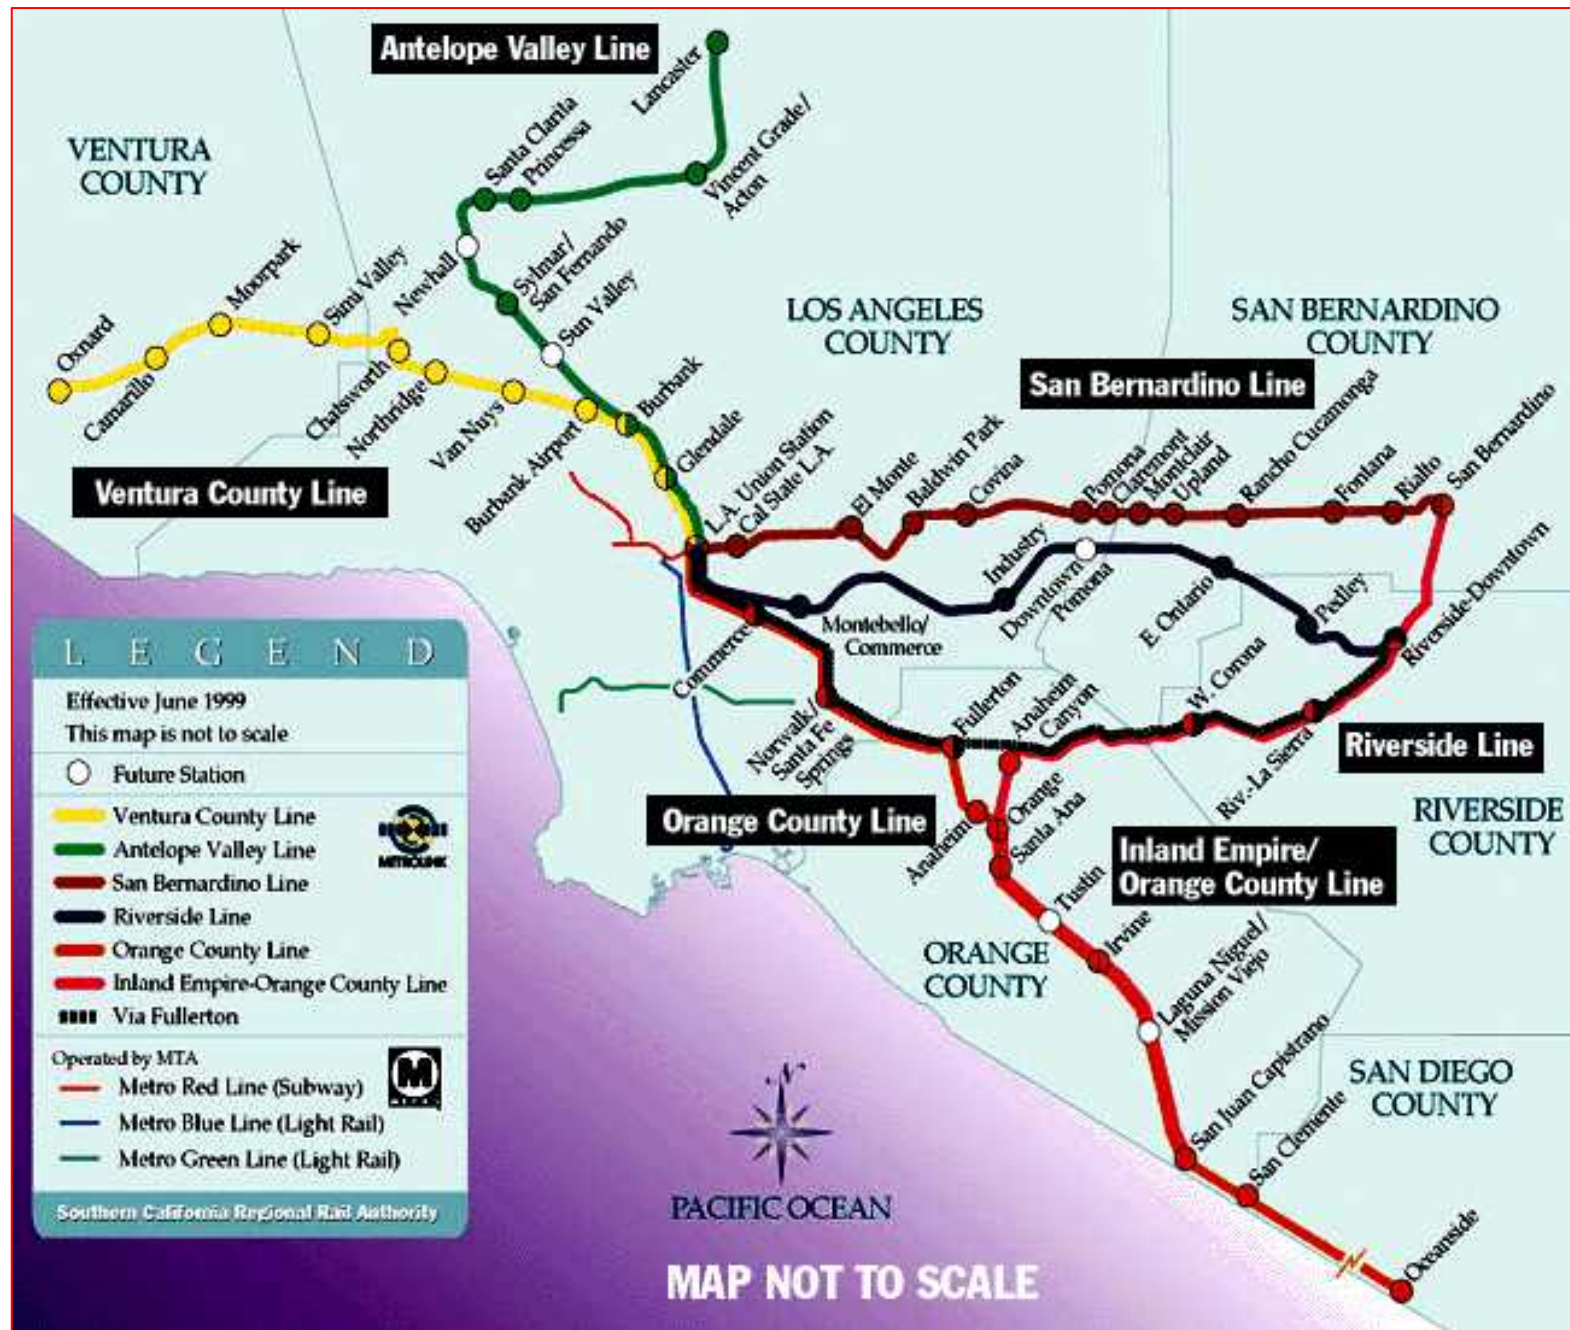 Antelope Valley Line
Lancaster
VENTURA
COUNTY
Santa Clarita
Princessa
Vincent Grade/
Acton
Sylmar/
San Fernando
Newhall
Sun Valley
Moorpark
Simi Valley
Oxnard
Camarillo
Chatsworth
Northridge
Van Nuys
Burbank Airport
Burbank
Glendale
LOS ANGELES
COUNTY
SAN BERNARDINO
COUNTY
San Bernardino Line
Ventura County Line
L.A. Union Station
Cal State L.A.
El Monte
Baldwin Park
Covina
Pomona
Claremont
Montclair
Upland
Rancho Cucamonga
Fontana
Rialto
San Bernardino
Industry
Downtown
Pomona
E. Ontario
Pedley
Riverside-Downtown
Montebello/
Commerce
Commerce
Norwalk/
Santa Fe
Springs
Fullerton
Anaheim
Canyon
W. Corona
Riv.-La Sierra
Riverside Line
RIVERSIDE
COUNTY
Orange County Line
Anaheim
Orange
Santa Ana
Inland Empire/
Orange County Line
Tustin
Irvine
ORANGE
COUNTY
Laguna Niguel/
Mission Viejo
San Juan Capistrano
San Clemente
SAN DIEGO
COUNTY
Oceanside
LEGEND
Effective June 1999
This map is not to scale
Future Station
Ventura County Line
Antelope Valley Line
METROLINK
San Bernardino Line
Riverside Line
Orange County Line
Inland Empire-Orange County Line
Via Fullerton
Operated by MTA
M
Metro Red Line (Subway)
Metro Blue Line (Light Rail)
Metro Green Line (Light Rail)
Southern California Regional Rail Authority
N
PACIFIC OCEAN
MAP NOT TO SCALE